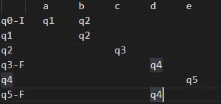 a b c d e
q0-I q1 q2
q1 q2
q2 q3
q3-F q4
q4 q5
q5-F q4